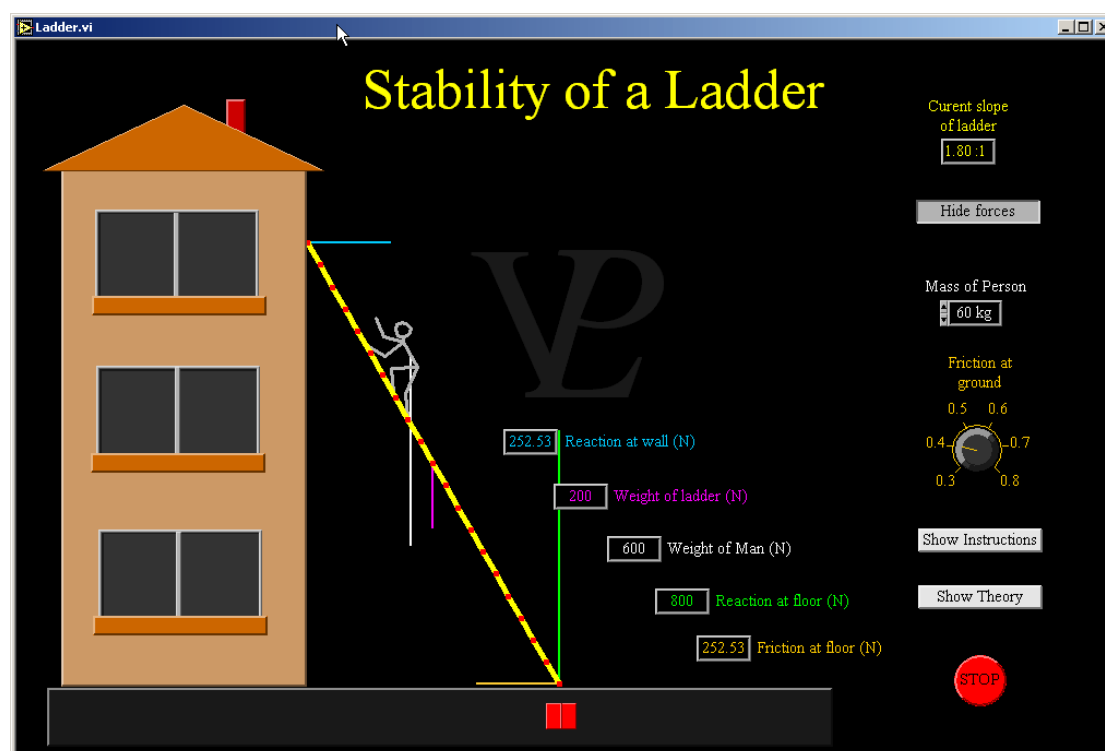 Ladder.vi
Stability of a Ladder
Curent slope
of ladder
1.80 :1
Hide forces
VPL
Mass of Person
60 kg
Friction at
ground
0.5 0.6
0.4 0.7
0.3 0.8
252.53 Reaction at wall (N)
200 Weight of ladder (N)
600 Weight of Man (N)
800 Reaction at floor (N)
252.53 Friction at floor (N)
Show Instructions
Show Theory
STOP